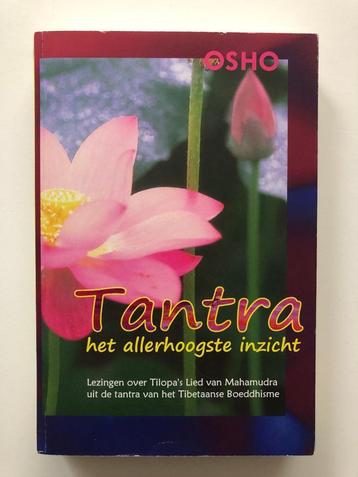 OSHO
Tantra
het allerhoogste inzicht
Lezingen over Tilopa's Lied van Mahamudra
uit de tantra van het Tibetaanse Boeddhisme